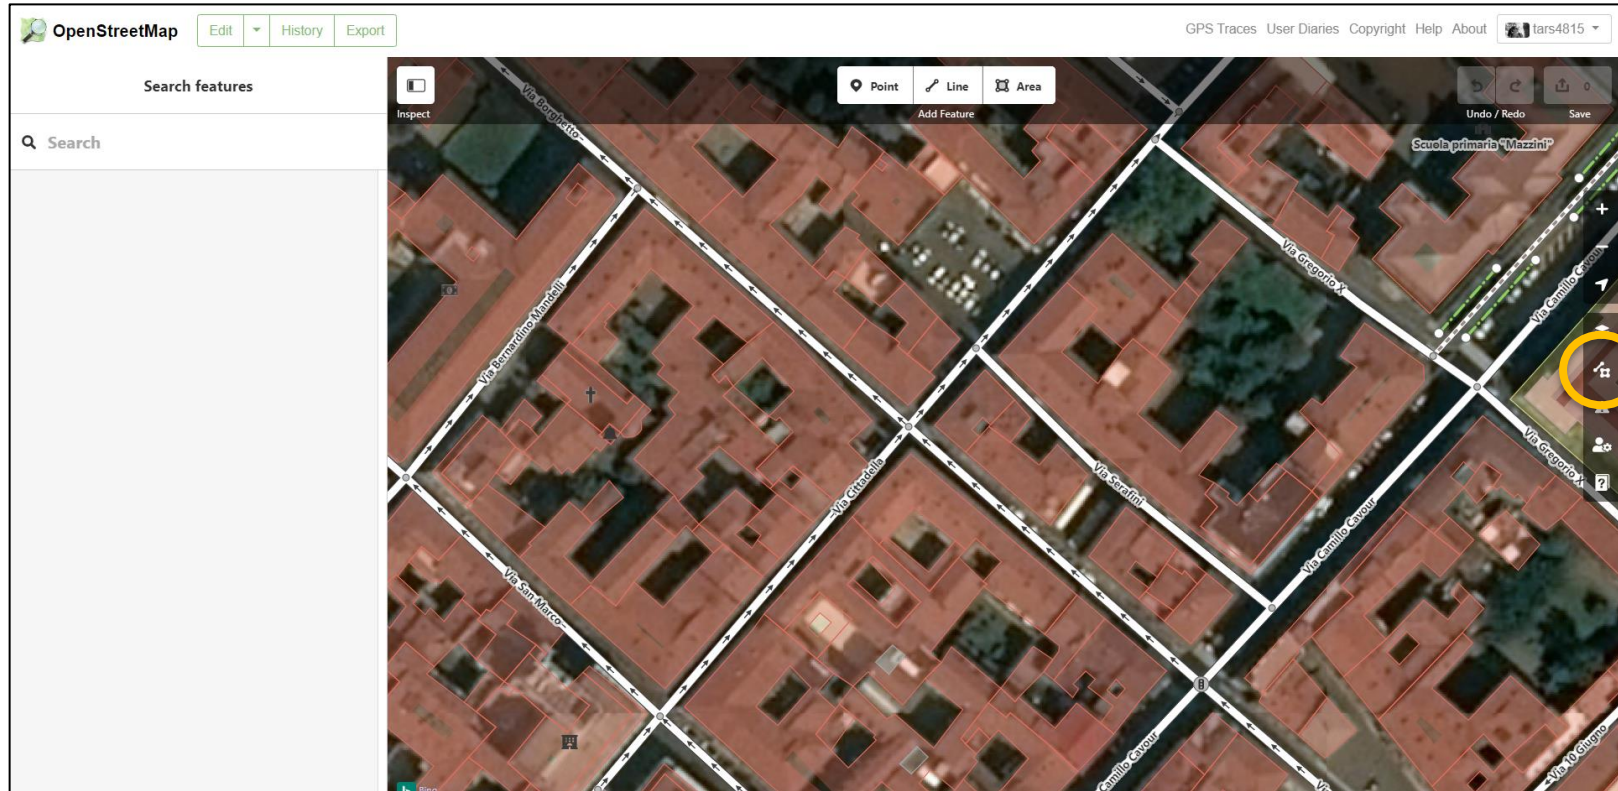 OpenStreetMap
Edit
History
Export
GPS Traces
User Diaries
Copyright
Help
About
tars4815
Search features
Search
Inspect
Point
Line
Area
Add Feature
Undo / Redo
0
Save
Via Borghetto
Scuola primaria "Mazzini"
Via Gregorio X
Via Camillo Cavour
Via Bernardino Mandelli
Via Gregorio X
Via Serafini
Via Cittadella
Via Camillo Cavour
Via San Marco
Camillo Cavour
Via 10 Giugno
Bing